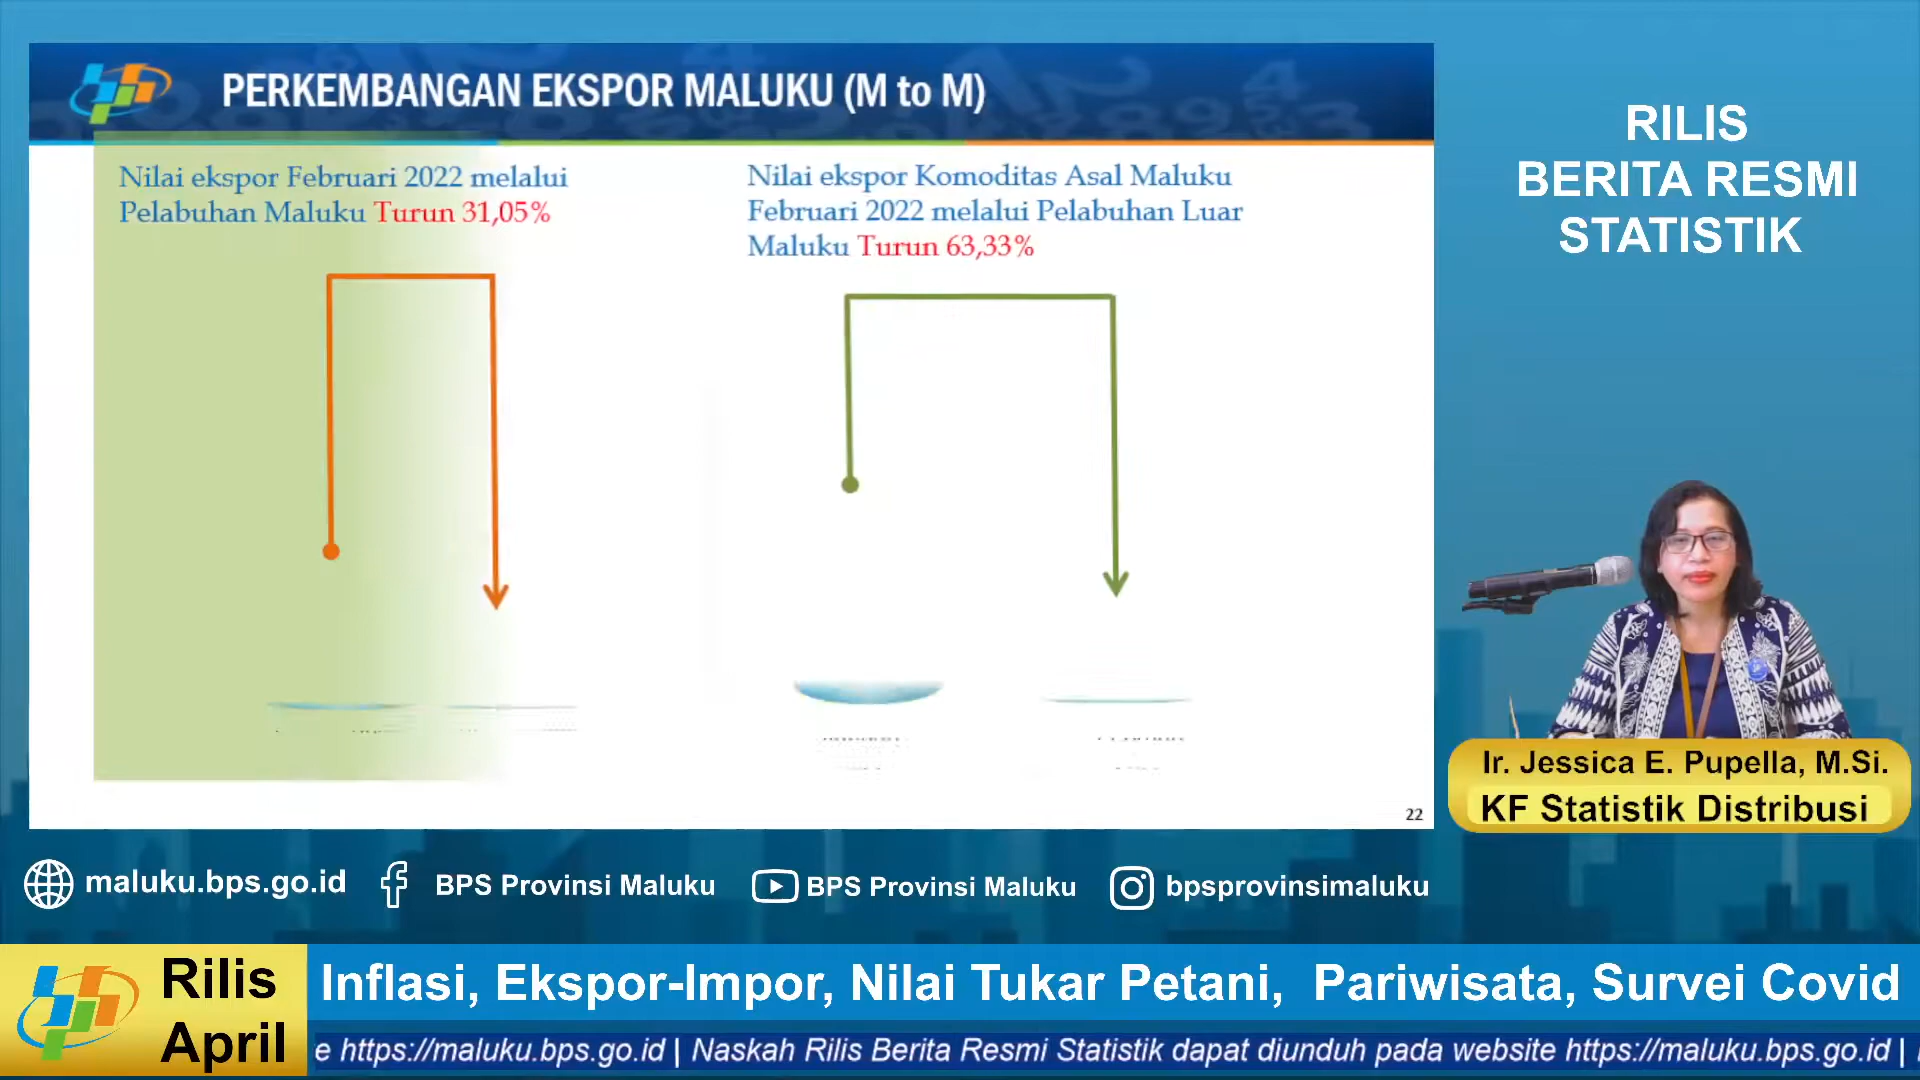 PERKEMBANGAN EKSPOR MALUKU (M to M)
Nilai ekspor Februari 2022 melalui
Pelabuhan Maluku Turun 31,05%
Nilai ekspor Komoditas Asal Maluku
Februari 2022 melalui Pelabuhan Luar
Maluku Turun 63,33%
22
RILIS
BERITA RESMI
STATISTIK
Ir. Jessica E. Pupella, M.Si.
KF Statistik Distribusi
maluku.bps.go.id
BPS Provinsi Maluku
BPS Provinsi Maluku
bpsprovinsimaluku
Rilis
April
Inflasi, Ekspor-Impor, Nilai Tukar Petani, Pariwisata, Survei Covid
e https://maluku.bps.go.id | Naskah Rilis Berita Resmi Statistik dapat diunduh pada website https://maluku.bps.go.id |